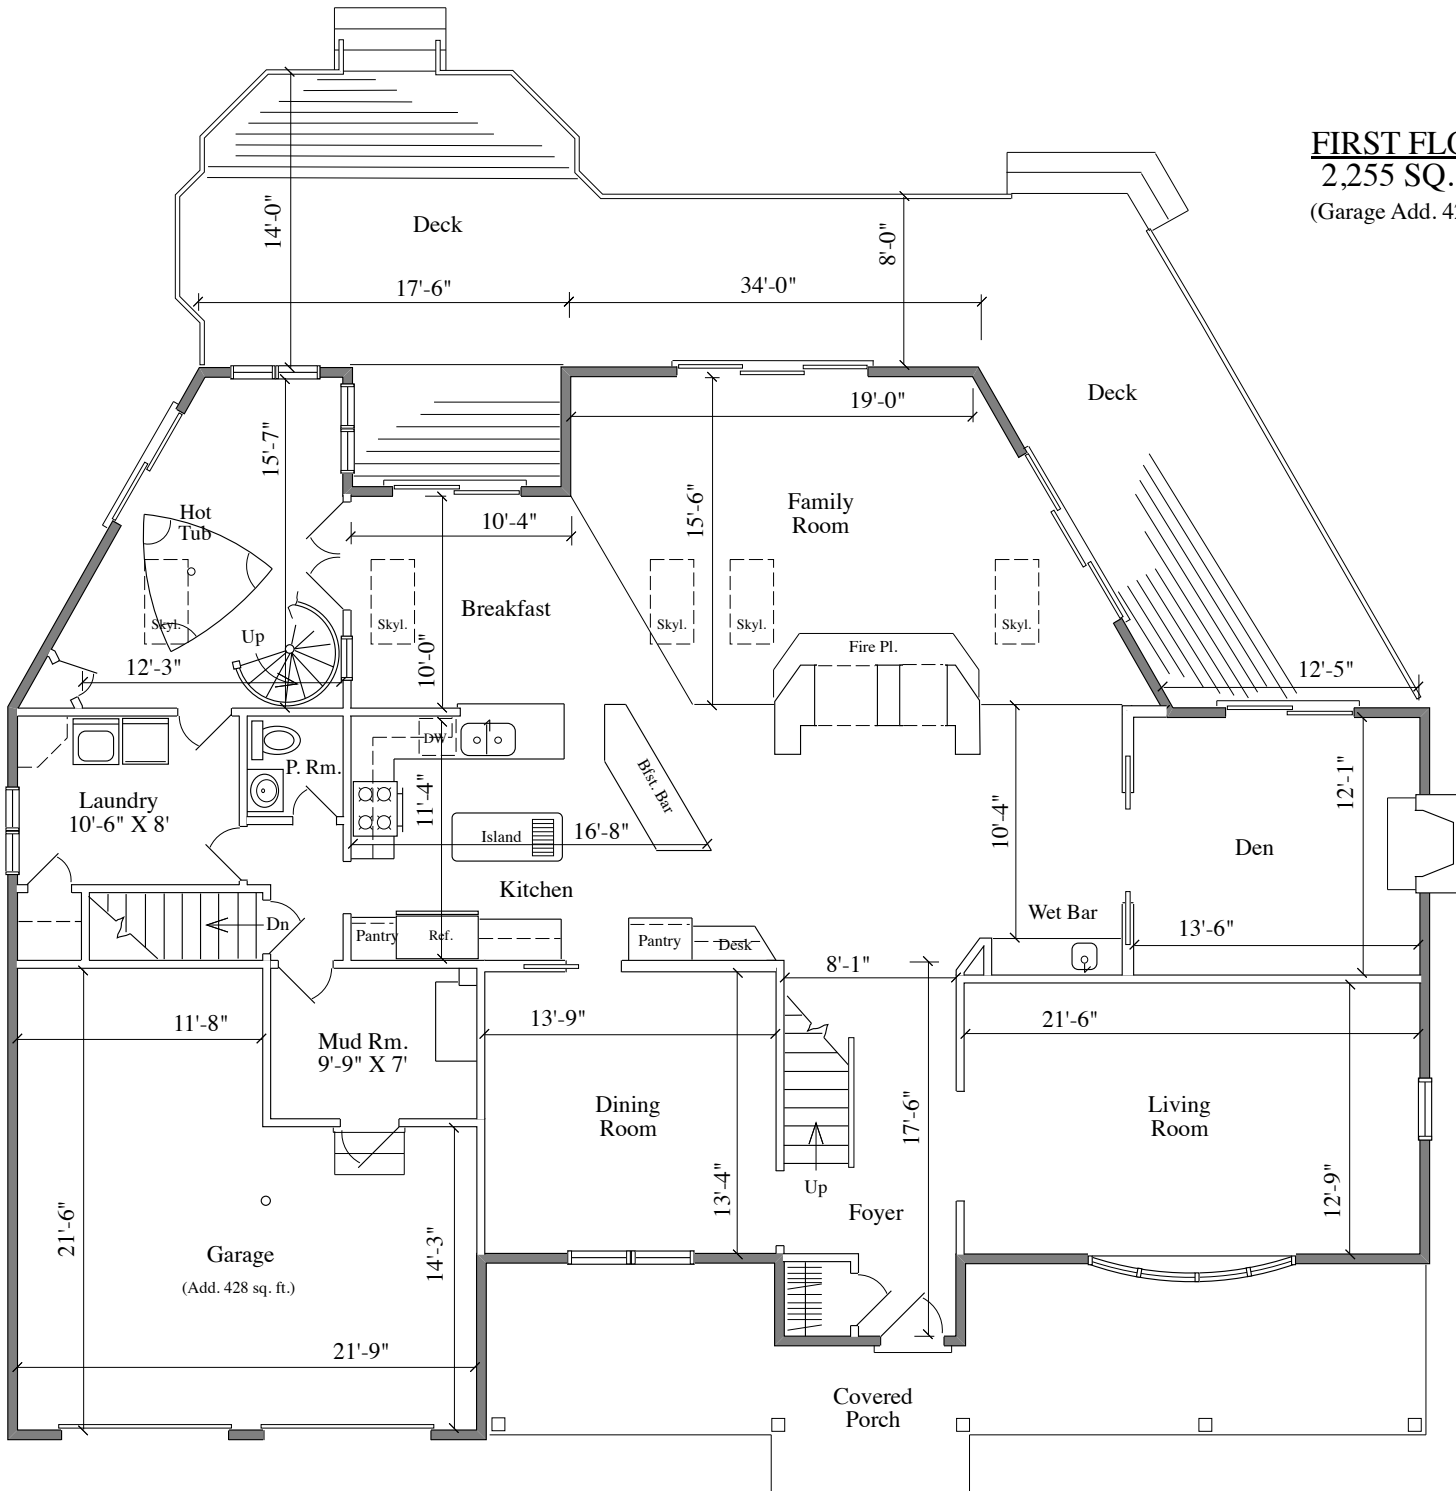 FIRST FLO
2,255 SQ.
(Garage Add. 42
14'-0"
Deck
8'-0"
17'-6"
34'-0"
Deck
19'-0"
15'-7"
15'-6"
Family
Room
Hot
Tub
10'-4"
Breakfast
Skyl.
Skyl.
Skyl.
Skyl.
Skyl.
Up
Fire Pl.
12'-3"
10'-0"
12'-5"
DW
P. Rm.
Bfst. Bar
Laundry
10'-6" X 8'
11'-4"
12'-1"
Island
16'-8"
10'-4"
Den
Kitchen
Wet Bar
Dn
Pantry
Ref.
Pantry
Desk
13'-6"
8'-1"
11'-8"
13'-9"
21'-6"
Mud Rm.
9'-9" X 7'
Dining
Room
17'-6"
Living
Room
Up
13'-4"
12'-9"
Foyer
21'-6"
14'-3"
Garage
(Add. 428 sq. ft.)
21'-9"
Covered
Porch